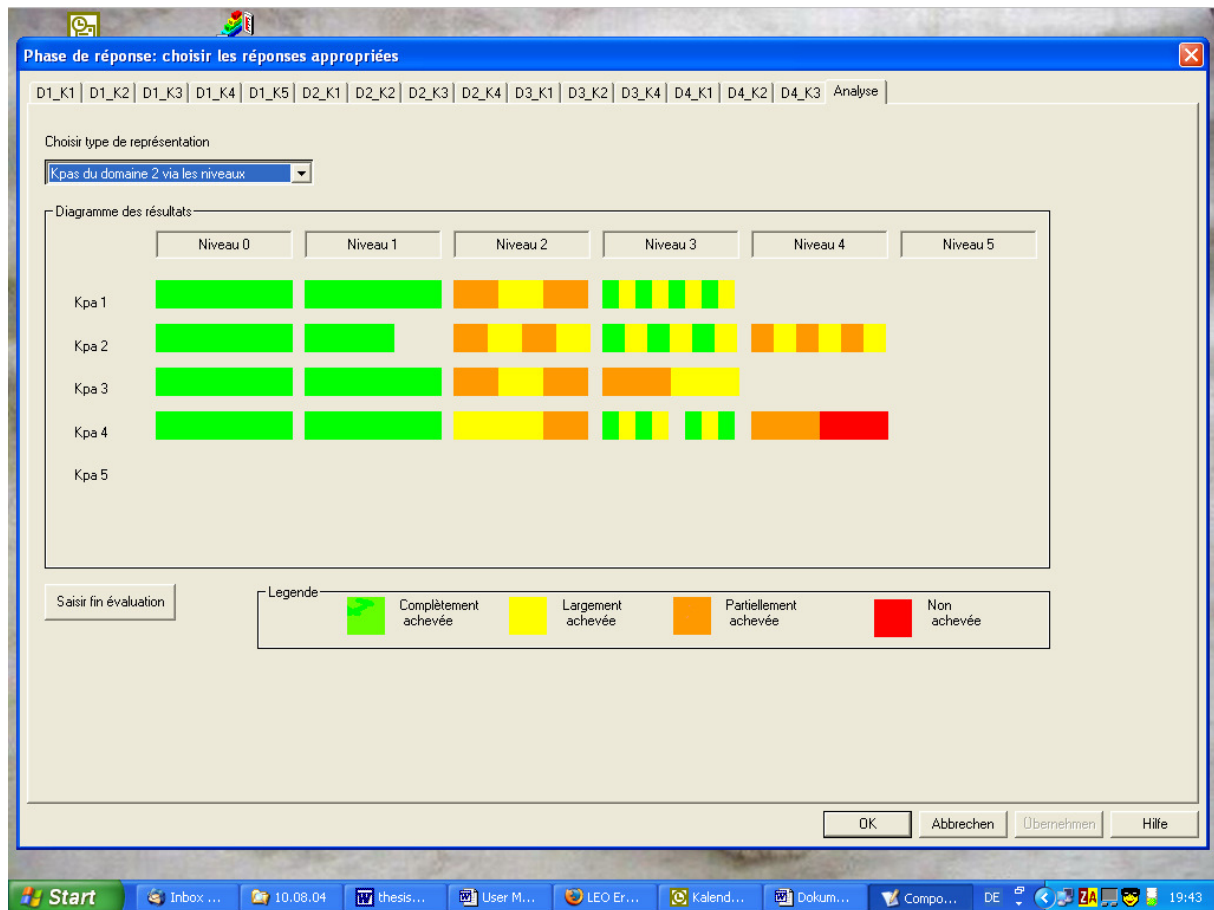 Phase de réponse: choisir les réponses appropriées
D1_K1 D1_K2 D1_K3 D1_K4 D1_K5 D2_K1 D2_K2 D2_K3 D2_K4 D3_K1 D3_K2 D3_K4 D4_K1 D4_K2 D4_K3 Analyse
Choisir type de représentation
Kpas du domaine 2 via les niveaux
Diagramme des résultats
Niveau 0 Niveau 1 Niveau 2 Niveau 3 Niveau 4 Niveau 5
Kpa 1
Kpa 2
Kpa 3
Kpa 4
Kpa 5
Saisir fin évaluation
Legende
Complètement achevée
Largement achevée
Partiellement achevée
Non achevée
OK Abbrechen Übernehmen Hilfe
Start Inbox ... 10.08.04 thesis... User M... LEO Er... Kalend... Dokum... Compo... DE ZA 19:43